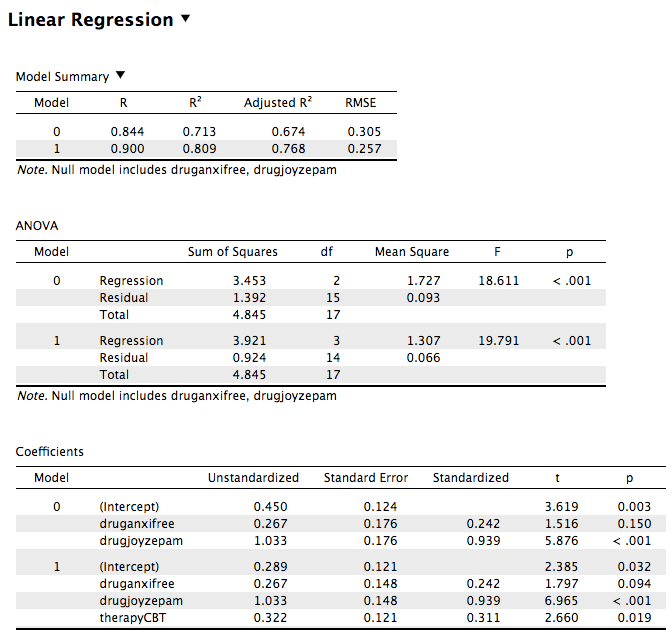 Linear Regression ▼
Model Summary ▼
Model R R² Adjusted R² RMSE
0 0.844 0.713 0.674 0.305
1 0.900 0.809 0.768 0.257
Note. Null model includes druganxifree, drugjoyzepam
ANOVA
Model Sum of Squares df Mean Square F p
0 Regression 3.453 2 1.727 18.611 < .001
Residual 1.392 15 0.093
Total 4.845 17
1 Regression 3.921 3 1.307 19.791 < .001
Residual 0.924 14 0.066
Total 4.845 17
Note. Null model includes druganxifree, drugjoyzepam
Coefficients
Model Unstandardized Standard Error Standardized t p
0 (Intercept) 0.450 0.124 3.619 0.003
druganxifree 0.267 0.176 0.242 1.516 0.150
drugjoyzepam 1.033 0.176 0.939 5.876 < .001
1 (Intercept) 0.289 0.121 2.385 0.032
druganxifree 0.267 0.148 0.242 1.797 0.094
drugjoyzepam 1.033 0.148 0.939 6.965 < .001
therapyCBT 0.322 0.121 0.311 2.660 0.019